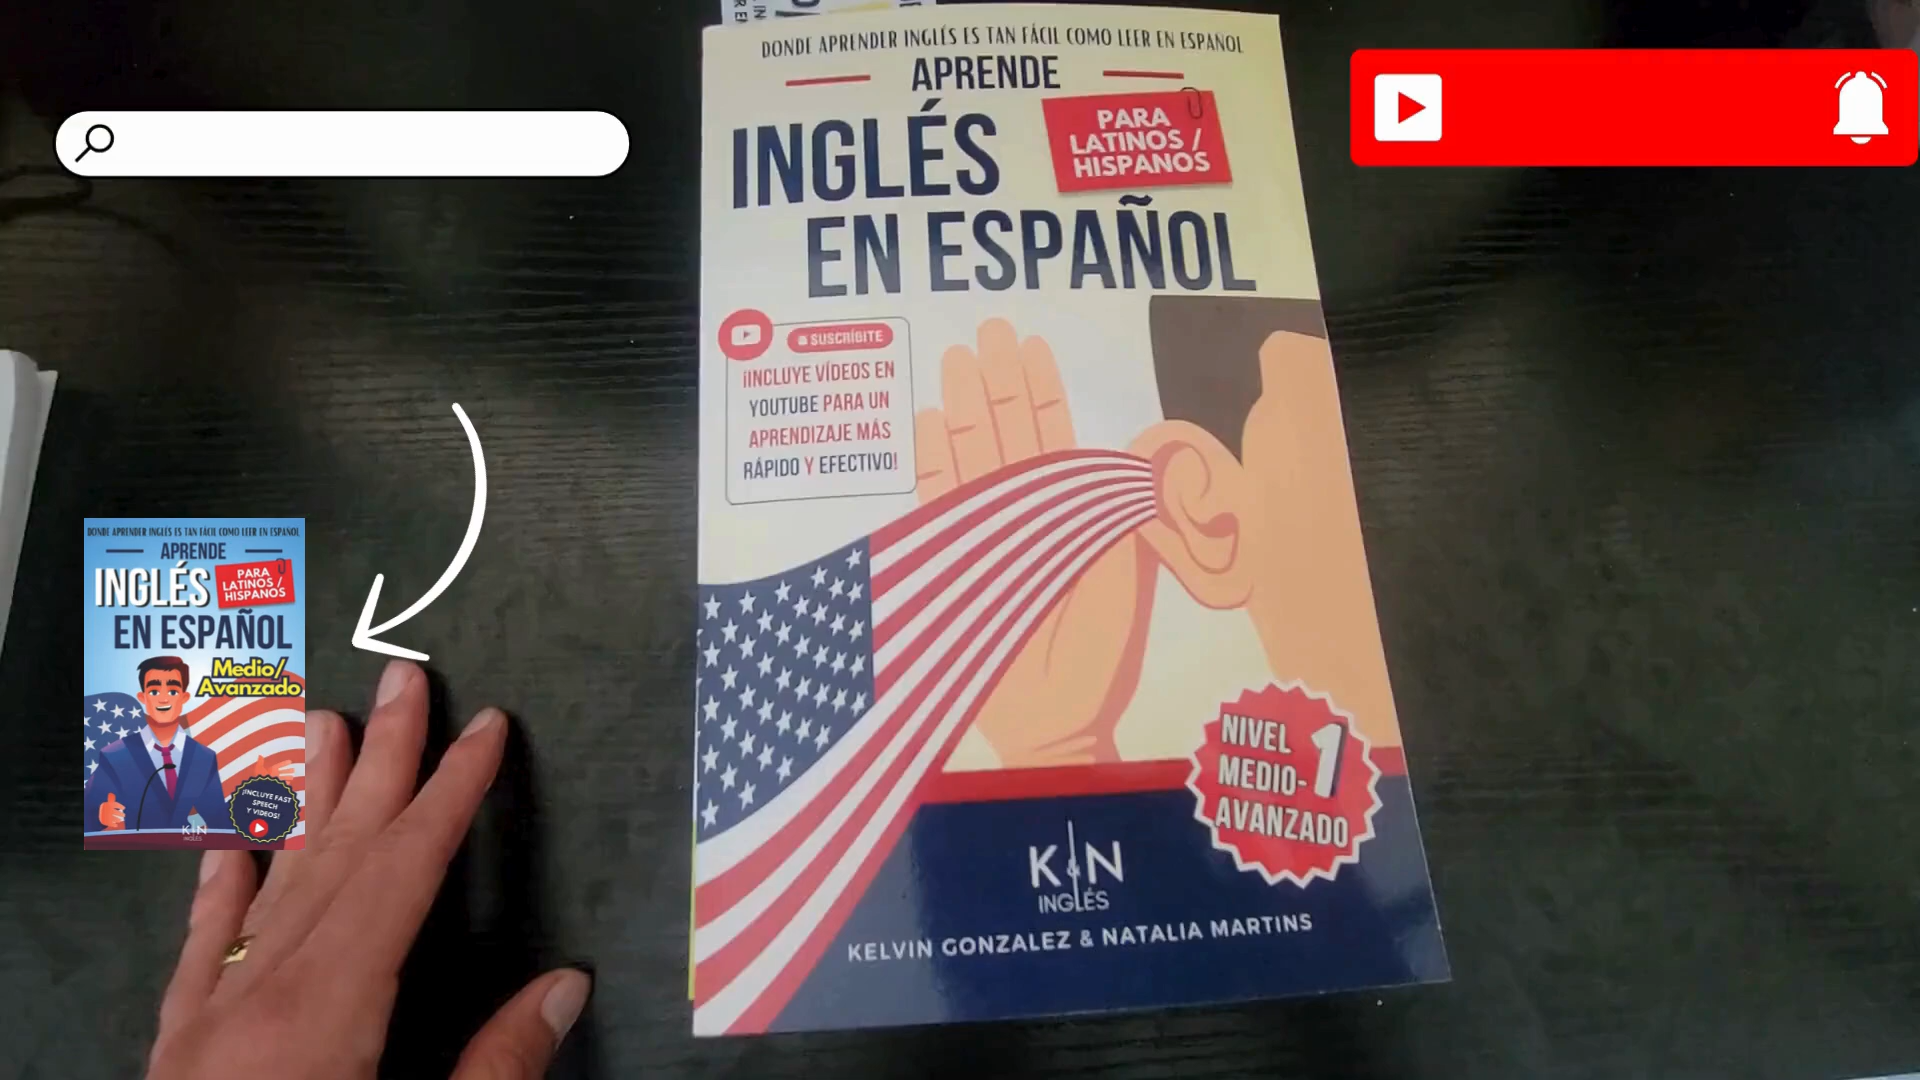 DONDE APRENDER INGLÉS ES TAN FÁCIL COMO LEER EN ESPAÑOL
APRENDE
INGLÉS
PARA
LATINOS /
HISPANOS
EN ESPAÑOL
SUSCRÍBITE
¡INCLUYE VÍDEOS EN
YOUTUBE PARA UN
APRENDIZAJE MÁS
RÁPIDO Y EFECTIVO!
NIVEL 1
MEDIO-
AVANZADO
K&N
INGLÉS
KELVIN GONZALEZ & NATALIA MARTINS
DONDE APRENDER INGLÉS ES TAN FÁCIL COMO LEER EN ESPAÑOL
APRENDE
INGLÉS
PARA
LATINOS /
HISPANOS
EN ESPAÑOL
Medio/
Avanzado
¡INCLUYE FAST
SPEECH
Y VIDEOS!
K&N
INGLÉS